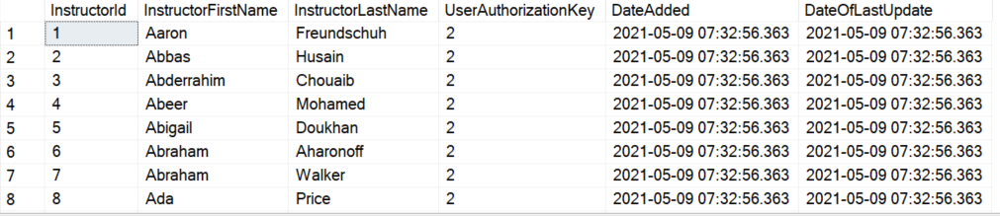 InstructorId InstructorFirstName InstructorLastName UserAuthorizationKey DateAdded DateOfLastUpdate
1 1 Aaron Freundschuh 2 2021-05-09 07:32:56.363 2021-05-09 07:32:56.363
2 2 Abbas Husain 2 2021-05-09 07:32:56.363 2021-05-09 07:32:56.363
3 3 Abderrahim Chouaib 2 2021-05-09 07:32:56.363 2021-05-09 07:32:56.363
4 4 Abeer Mohamed 2 2021-05-09 07:32:56.363 2021-05-09 07:32:56.363
5 5 Abigail Doukhan 2 2021-05-09 07:32:56.363 2021-05-09 07:32:56.363
6 6 Abraham Aharonoff 2 2021-05-09 07:32:56.363 2021-05-09 07:32:56.363
7 7 Abraham Walker 2 2021-05-09 07:32:56.363 2021-05-09 07:32:56.363
8 8 Ada Price 2 2021-05-09 07:32:56.363 2021-05-09 07:32:56.363